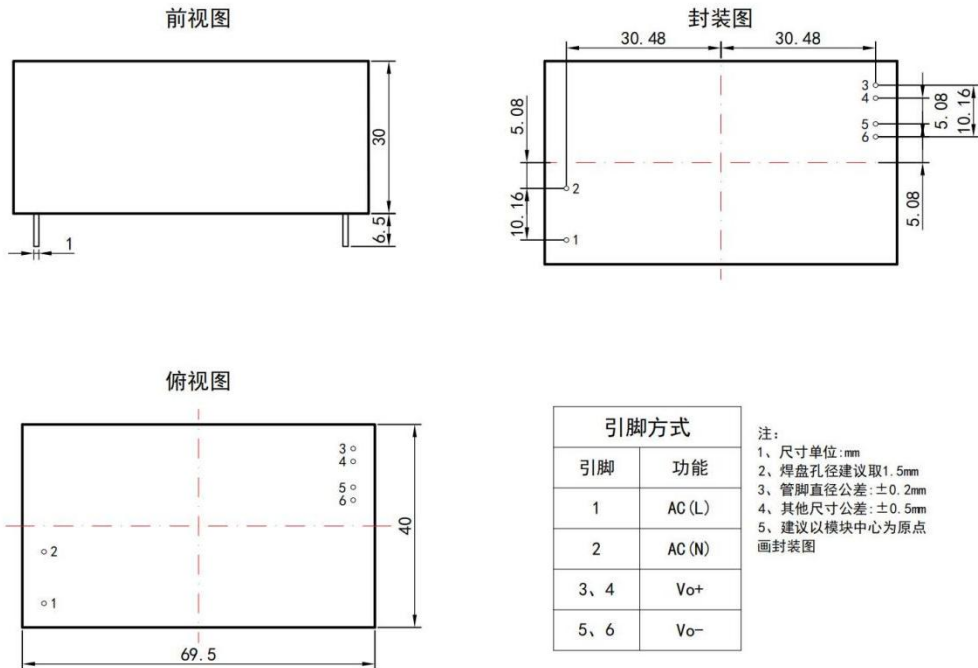 前视图
30
6.5
1
封装图
30.48
30.48
3
4
5
6
5.08
10.16
5.08
5.08
10.16
2
1
俯视图
3
4
5
6
2
1
40
69.5
引脚方式
引脚 功能
1 AC(L)
2 AC(N)
3、4 Vo+
5、6 Vo-
注:
1、尺寸单位:mm
2、焊盘孔径建议取1.5mm
3、管脚直径公差:±0.2mm
4、其他尺寸公差:±0.5mm
5、建议以模块中心为原点
画封装图